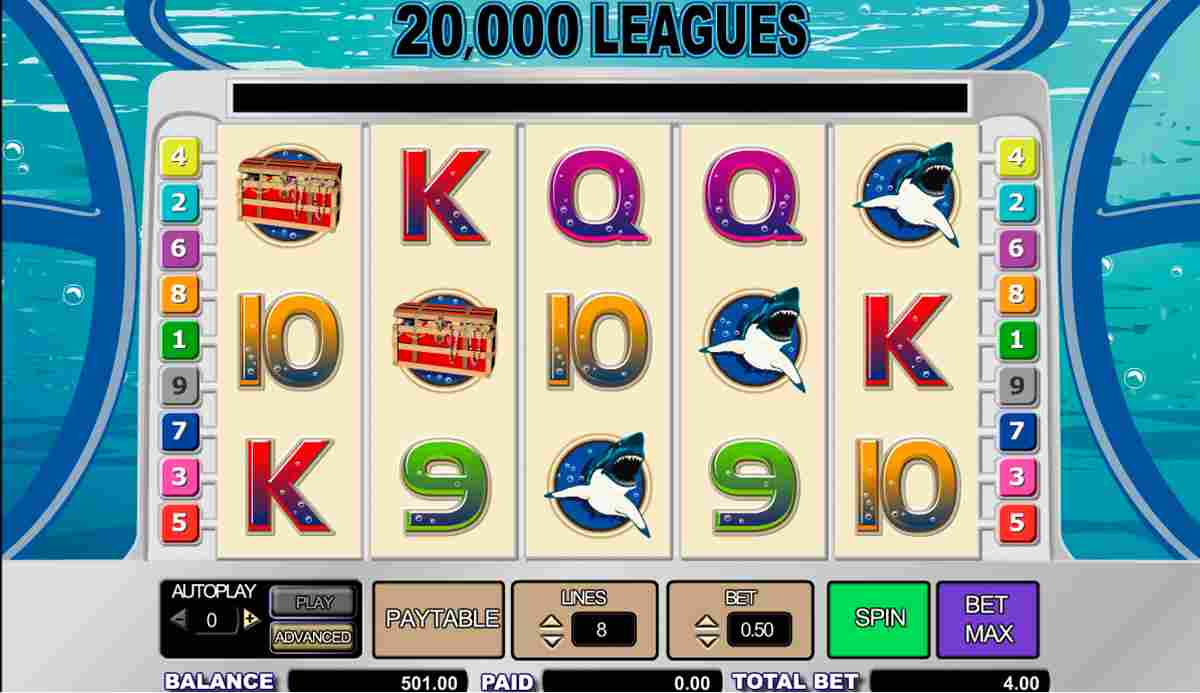 20,000 LEAGUES
4 K Q Q 4
2 2
6 6
8 10 10 K 8
1 1
9 9
7 7
3 K 9 9 10 3
5 5
AUTOPLAY
0
PLAY
ADVANCED
PAYTABLE
LINES
8
BET
0.50
SPIN
BET
MAX
BALANCE 501.00 PAID 0.00 TOTAL BET 4.00